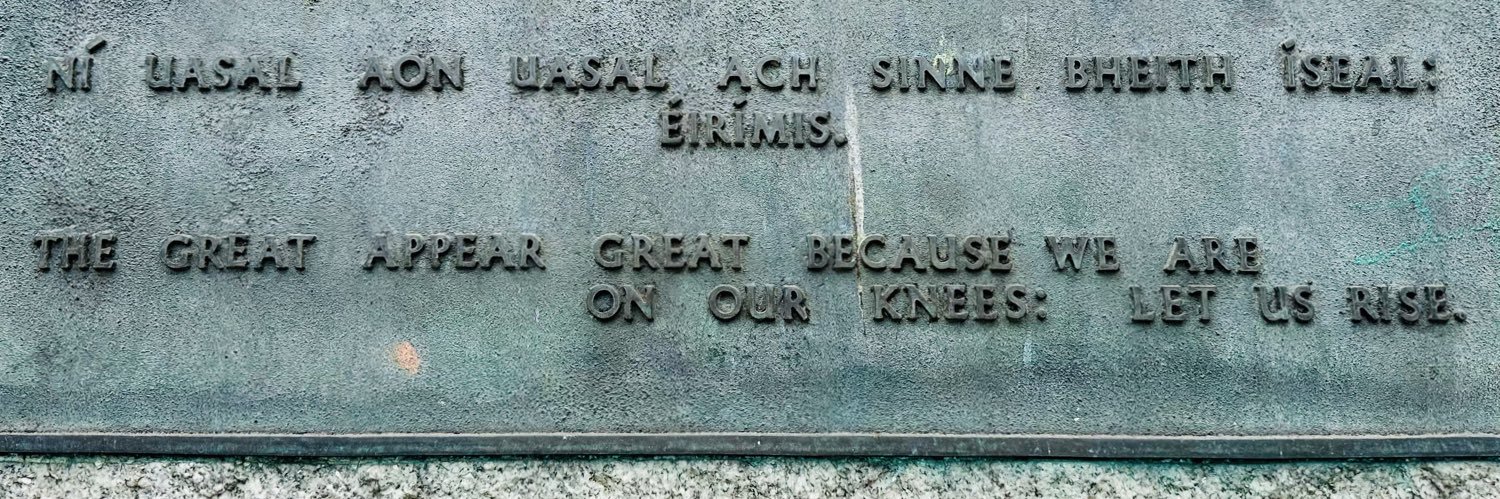 NÍ UASAL AON UASAL ACH SINNE BHEITH ÍSEAL:
ÉIRÍMIS.
THE GREAT APPEAR GREAT BECAUSE WE ARE
ON OUR KNEES: LET US RISE.